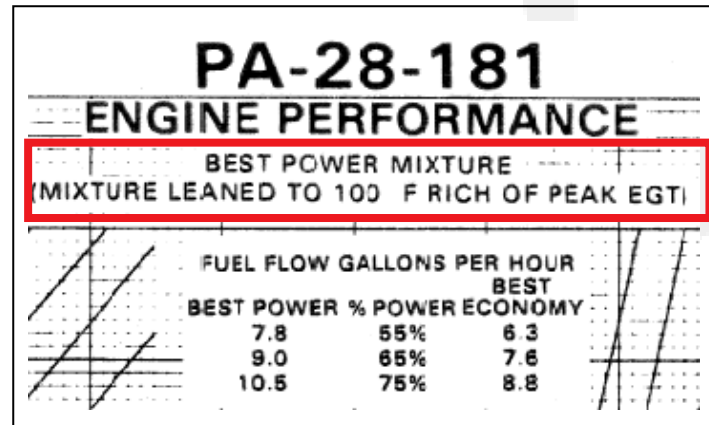 PA-28-181
ENGINE PERFORMANCE
BEST POWER MIXTURE
(MIXTURE LEANED TO 100 F RICH OF PEAK EGT)
FUEL FLOW GALLONS PER HOUR
BEST
BEST POWER % POWER ECONOMY
7.8 55% 6.3
9.0 65% 7.6
10.5 75% 8.8